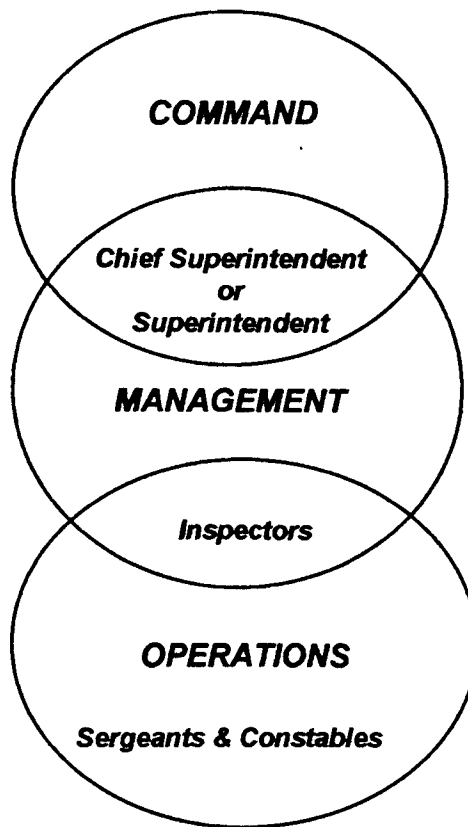 COMMAND
Chief Superintendent
or
Superintendent
MANAGEMENT
Inspectors
OPERATIONS
Sergeants & Constables